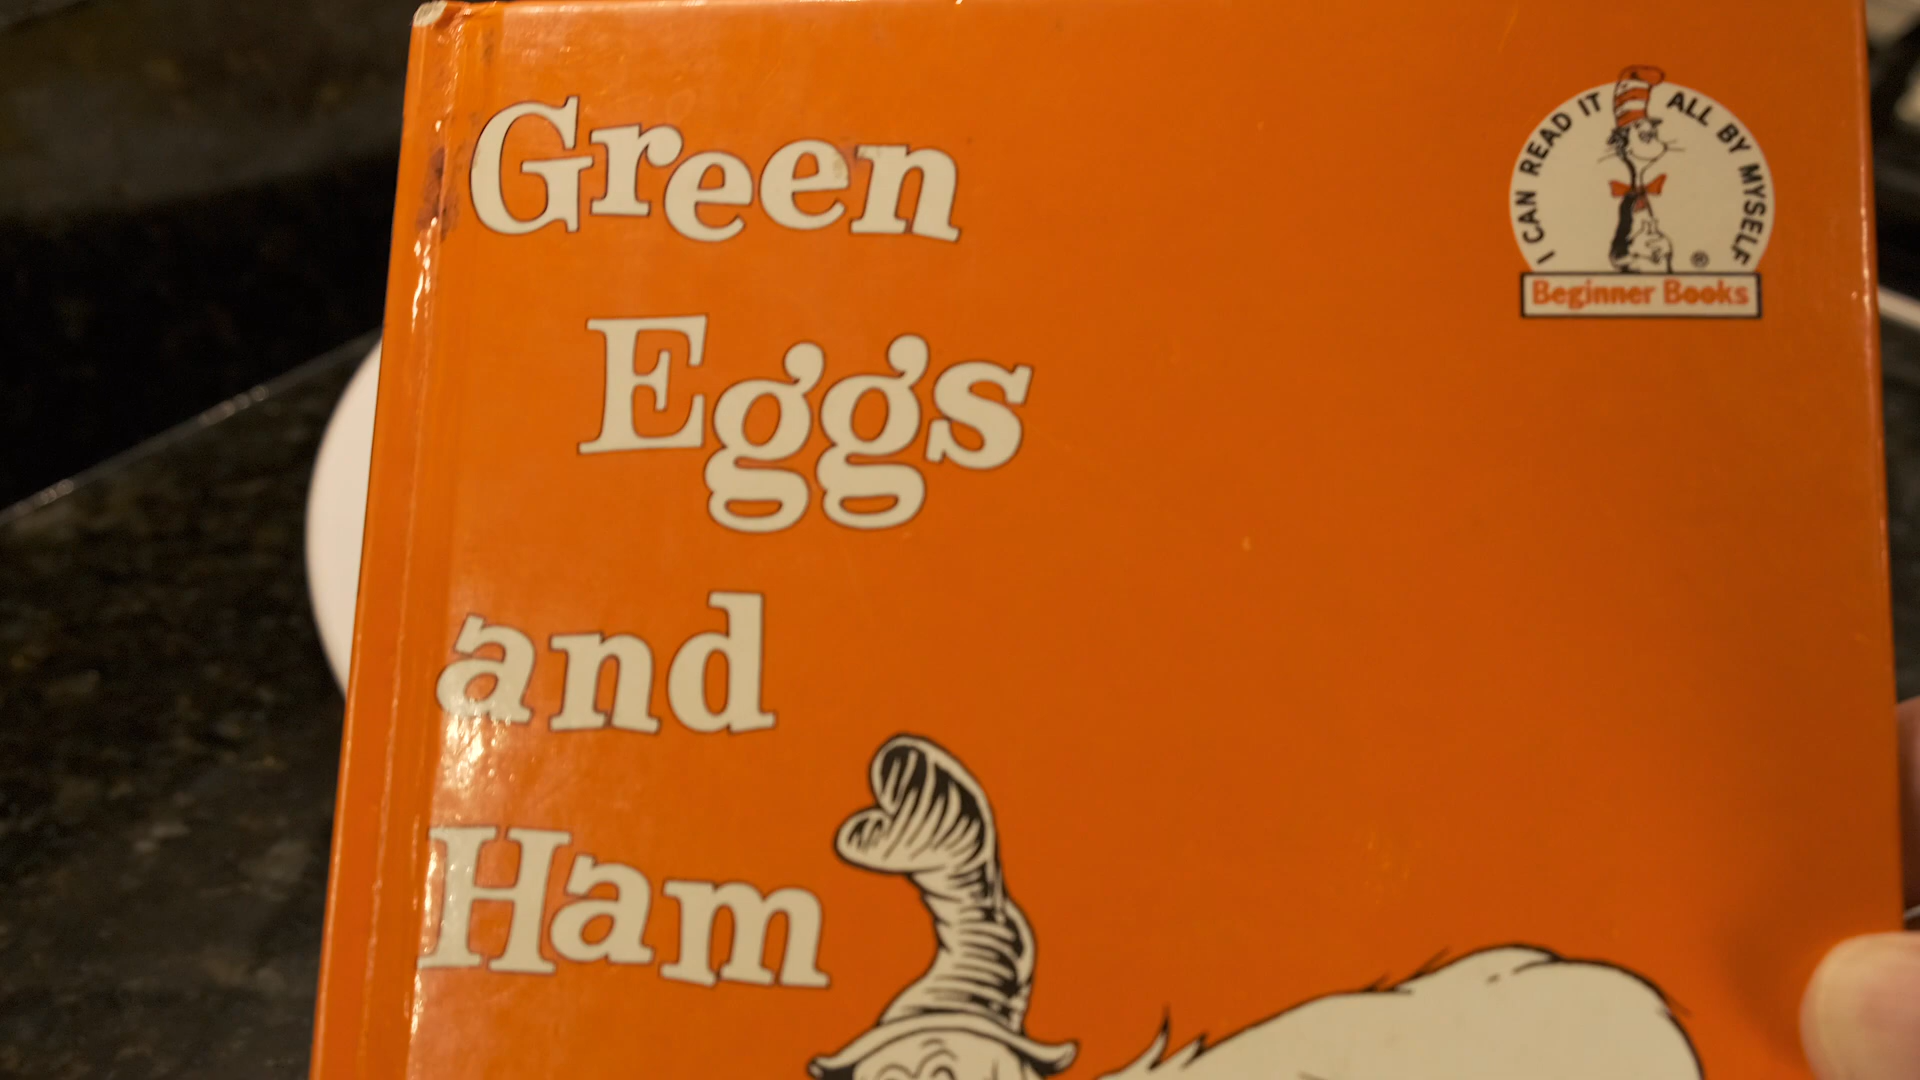 Green
Eggs
and
Ham
I CAN READ IT ALL BY MYSELF
®
Beginner Books